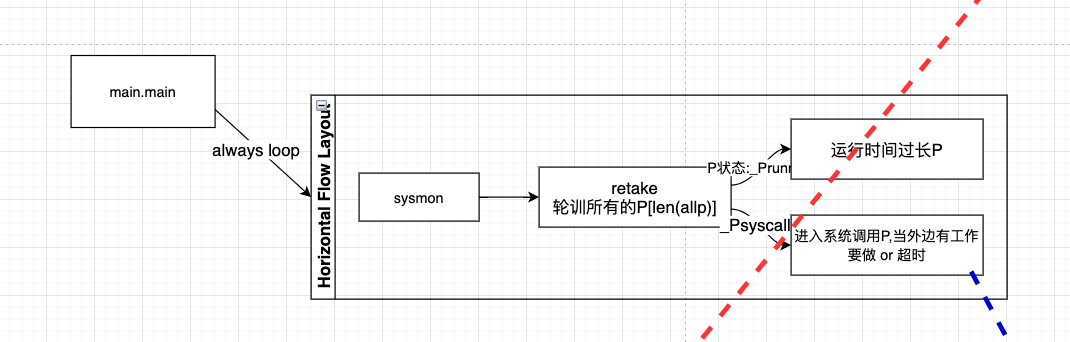 main.main
always loop
Horizontal Flow Layout
sysmon
retake
轮训所有的P[len(allp)]
P状态:_Prunn
运行时间过长P
_Psyscall
进入系统调用P,当外边有工作
要做 or 超时